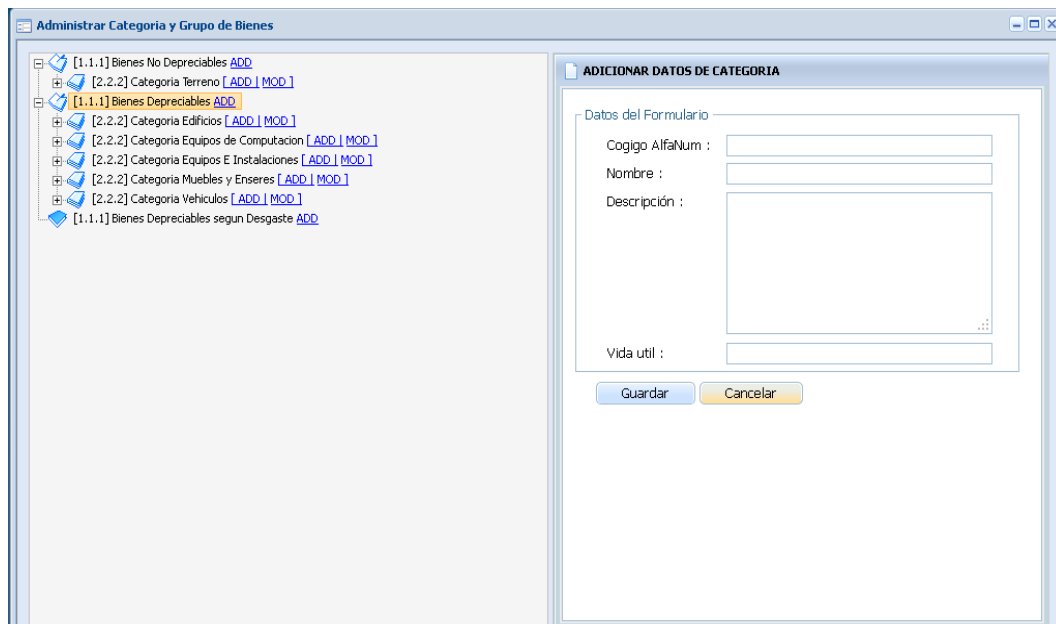 Administrar Categoria y Grupo de Bienes
[1.1.1] Bienes No Depreciables ADD
[2.2.2] Categoria Terreno [ ADD | MOD ]
[1.1.1] Bienes Depreciables ADD
[2.2.2] Categoria Edificios [ ADD | MOD ]
[2.2.2] Categoria Equipos de Computacion [ ADD | MOD ]
[2.2.2] Categoria Equipos E Instalaciones [ ADD | MOD ]
[2.2.2] Categoria Muebles y Enseres [ ADD | MOD ]
[2.2.2] Categoria Vehiculos [ ADD | MOD ]
[1.1.1] Bienes Depreciables segun Desgaste ADD
ADICIONAR DATOS DE CATEGORIA
Datos del Formulario
Cogigo AlfaNum :
Nombre :
Descripción :
Vida util :
Guardar
Cancelar